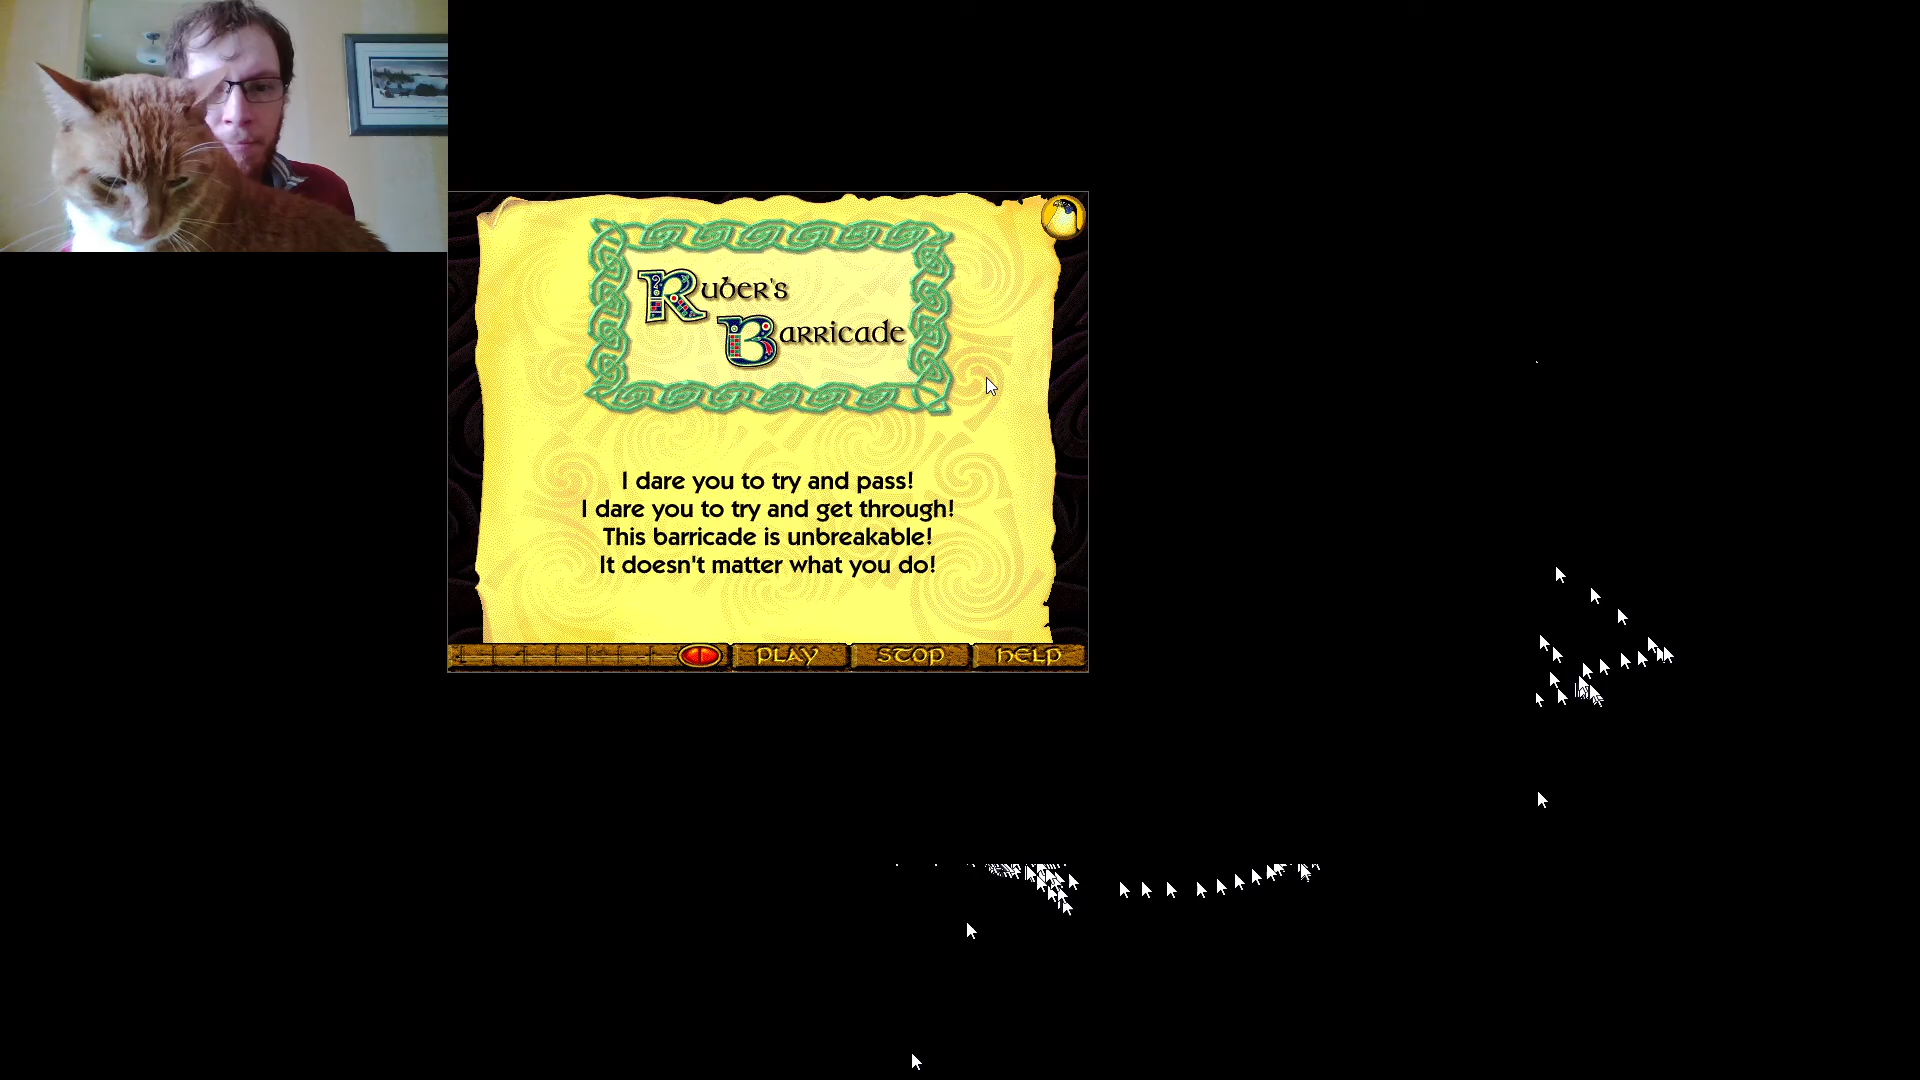 Ruber's
Barricade
I dare you to try and pass!
I dare you to try and get through!
This barricade is unbreakable!
It doesn't matter what you do!
PLAY STOP HELP